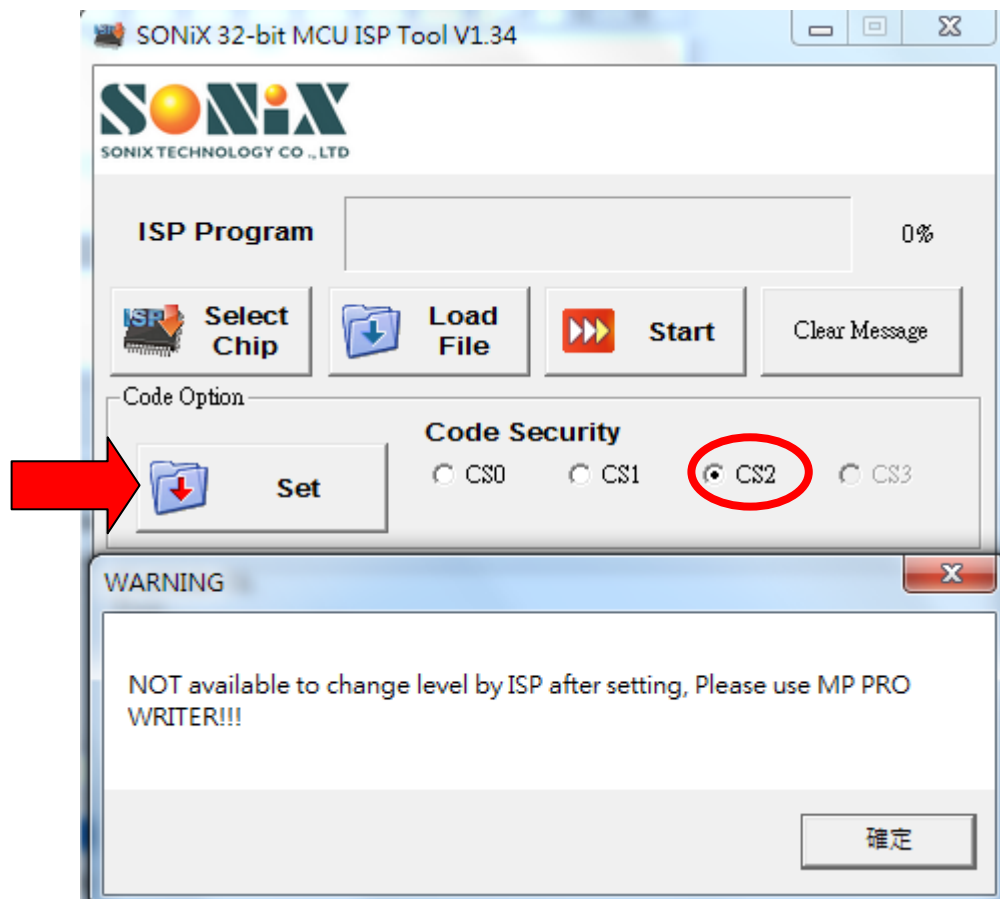 SONiX 32-bit MCU ISP Tool V1.34
SONiX
SONIX TECHNOLOGY CO ., LTD
ISP Program
0%
ISP
Select
Chip
Load
File
Start
Clear Message
Code Option
Code Security
Set
CS0
CS1
CS2
CS3
WARNING
NOT available to change level by ISP after setting, Please use MP PRO
WRITER!!!
確定